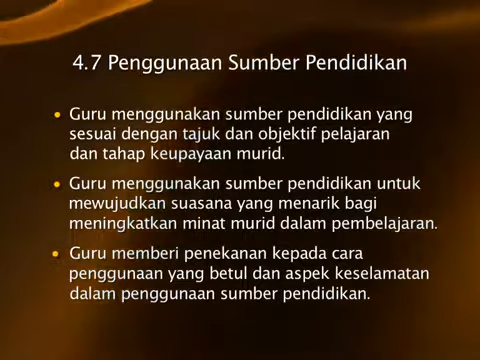 4.7 Penggunaan Sumber Pendidikan
• Guru menggunakan sumber pendidikan yang
sesuai dengan tajuk dan objektif pelajaran
dan tahap keupayaan murid.
• Guru menggunakan sumber pendidikan untuk
mewujudkan suasana yang menarik bagi
meningkatkan minat murid dalam pembelajaran.
• Guru memberi penekanan kepada cara
penggunaan yang betul dan aspek keselamatan
dalam penggunaan sumber pendidikan.